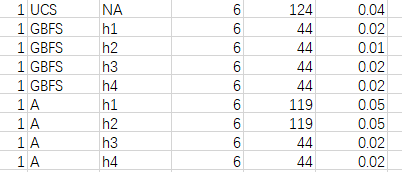 1 UCS NA 6 124 0.04
1 GBFS h1 6 44 0.02
1 GBFS h2 6 44 0.01
1 GBFS h3 6 44 0.02
1 GBFS h4 6 44 0.02
1 A h1 6 119 0.05
1 A h2 6 119 0.05
1 A h3 6 44 0.02
1 A h4 6 44 0.02